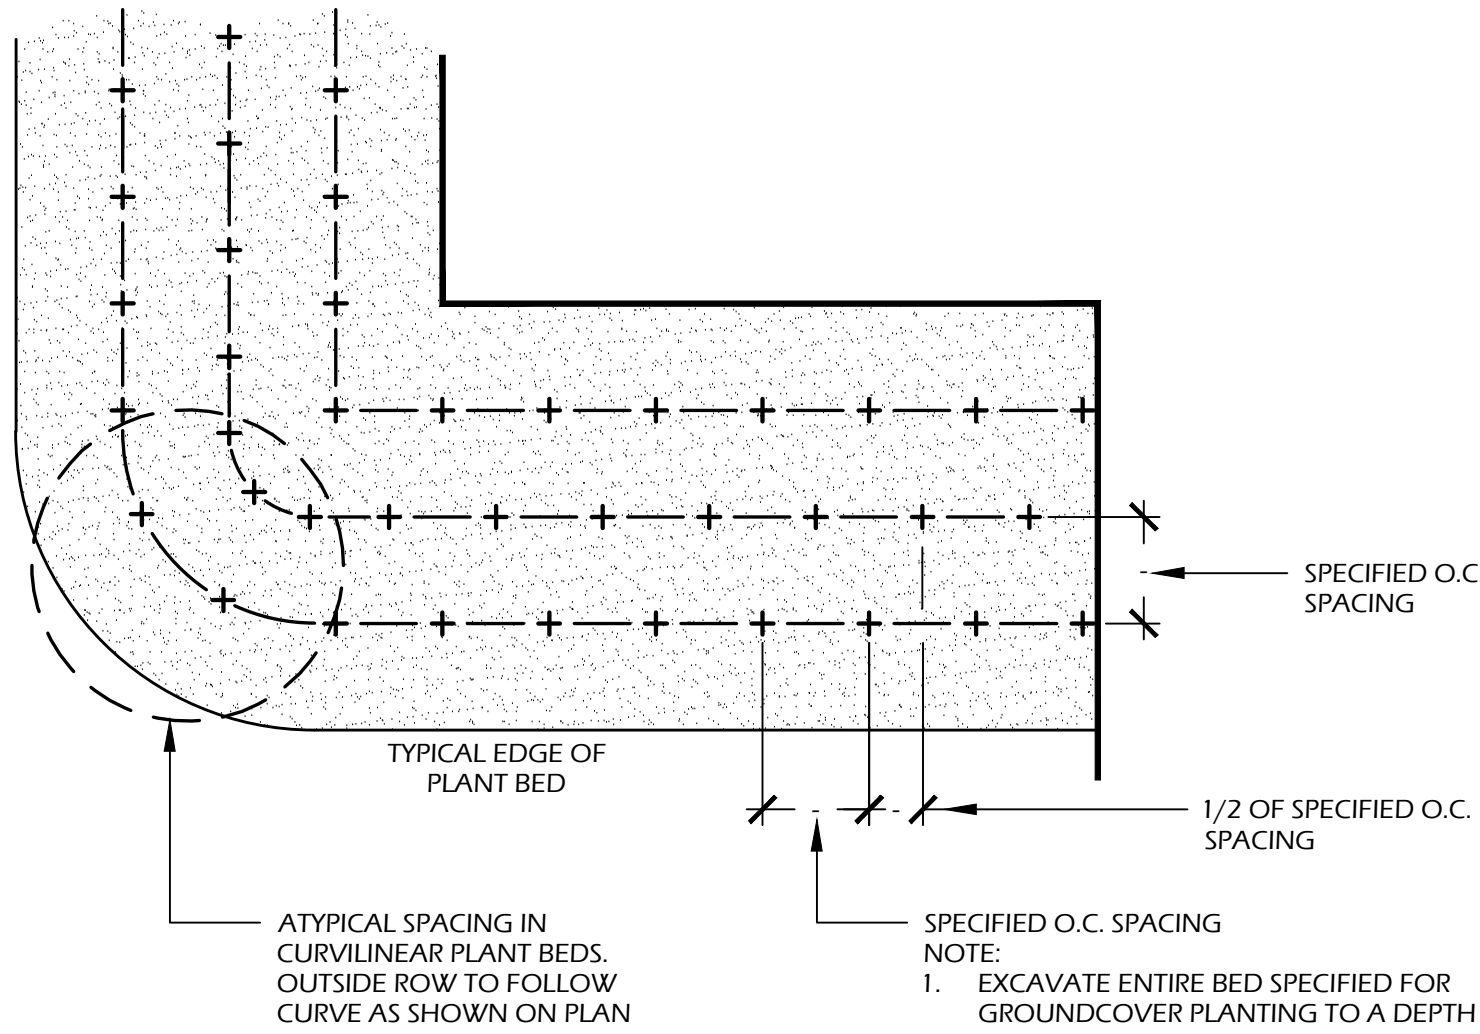 SPECIFIED O.C
SPACING
TYPICAL EDGE OF
PLANT BED
1/2 OF SPECIFIED O.C.
SPACING
ATYPICAL SPACING IN
CURVILINEAR PLANT BEDS.
OUTSIDE ROW TO FOLLOW
CURVE AS SHOWN ON PLAN
SPECIFIED O.C. SPACING
NOTE:
1. EXCAVATE ENTIRE BED SPECIFIED FOR
GROUNDCOVER PLANTING TO A DEPTH